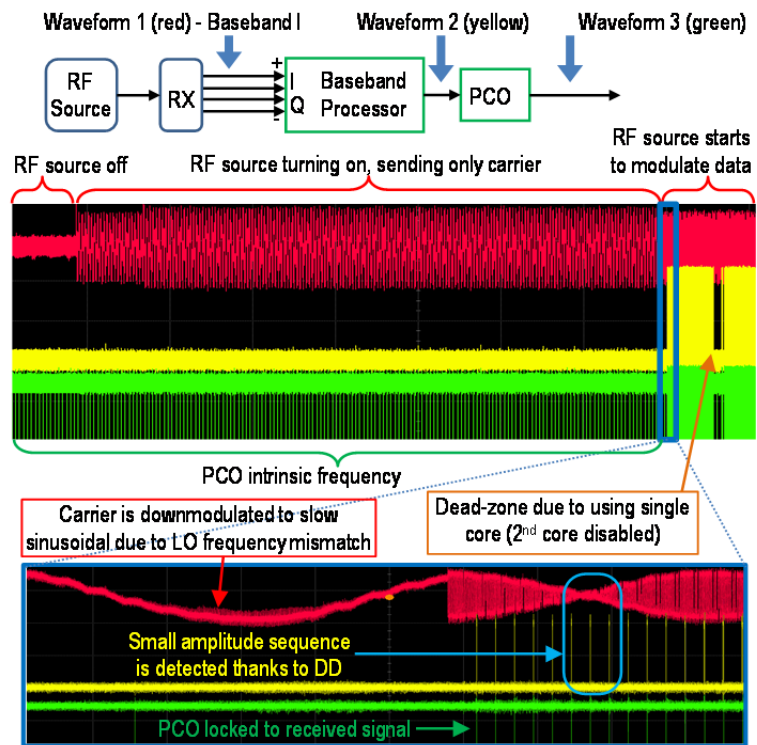 Waveform 1 (red) - Baseband I
Waveform 2 (yellow)
Waveform 3 (green)
RF
Source
RX
+
I
Q
-
Baseband
Processor
PCO
RF source off
RF source turning on, sending only carrier
RF source starts
to modulate data
PCO intrinsic frequency
Carrier is downmodulated to slow
sinusoidal due to LO frequency mismatch
Dead-zone due to using single
core (2nd core disabled)
Small amplitude sequence
is detected thanks to DD
PCO locked to received signal